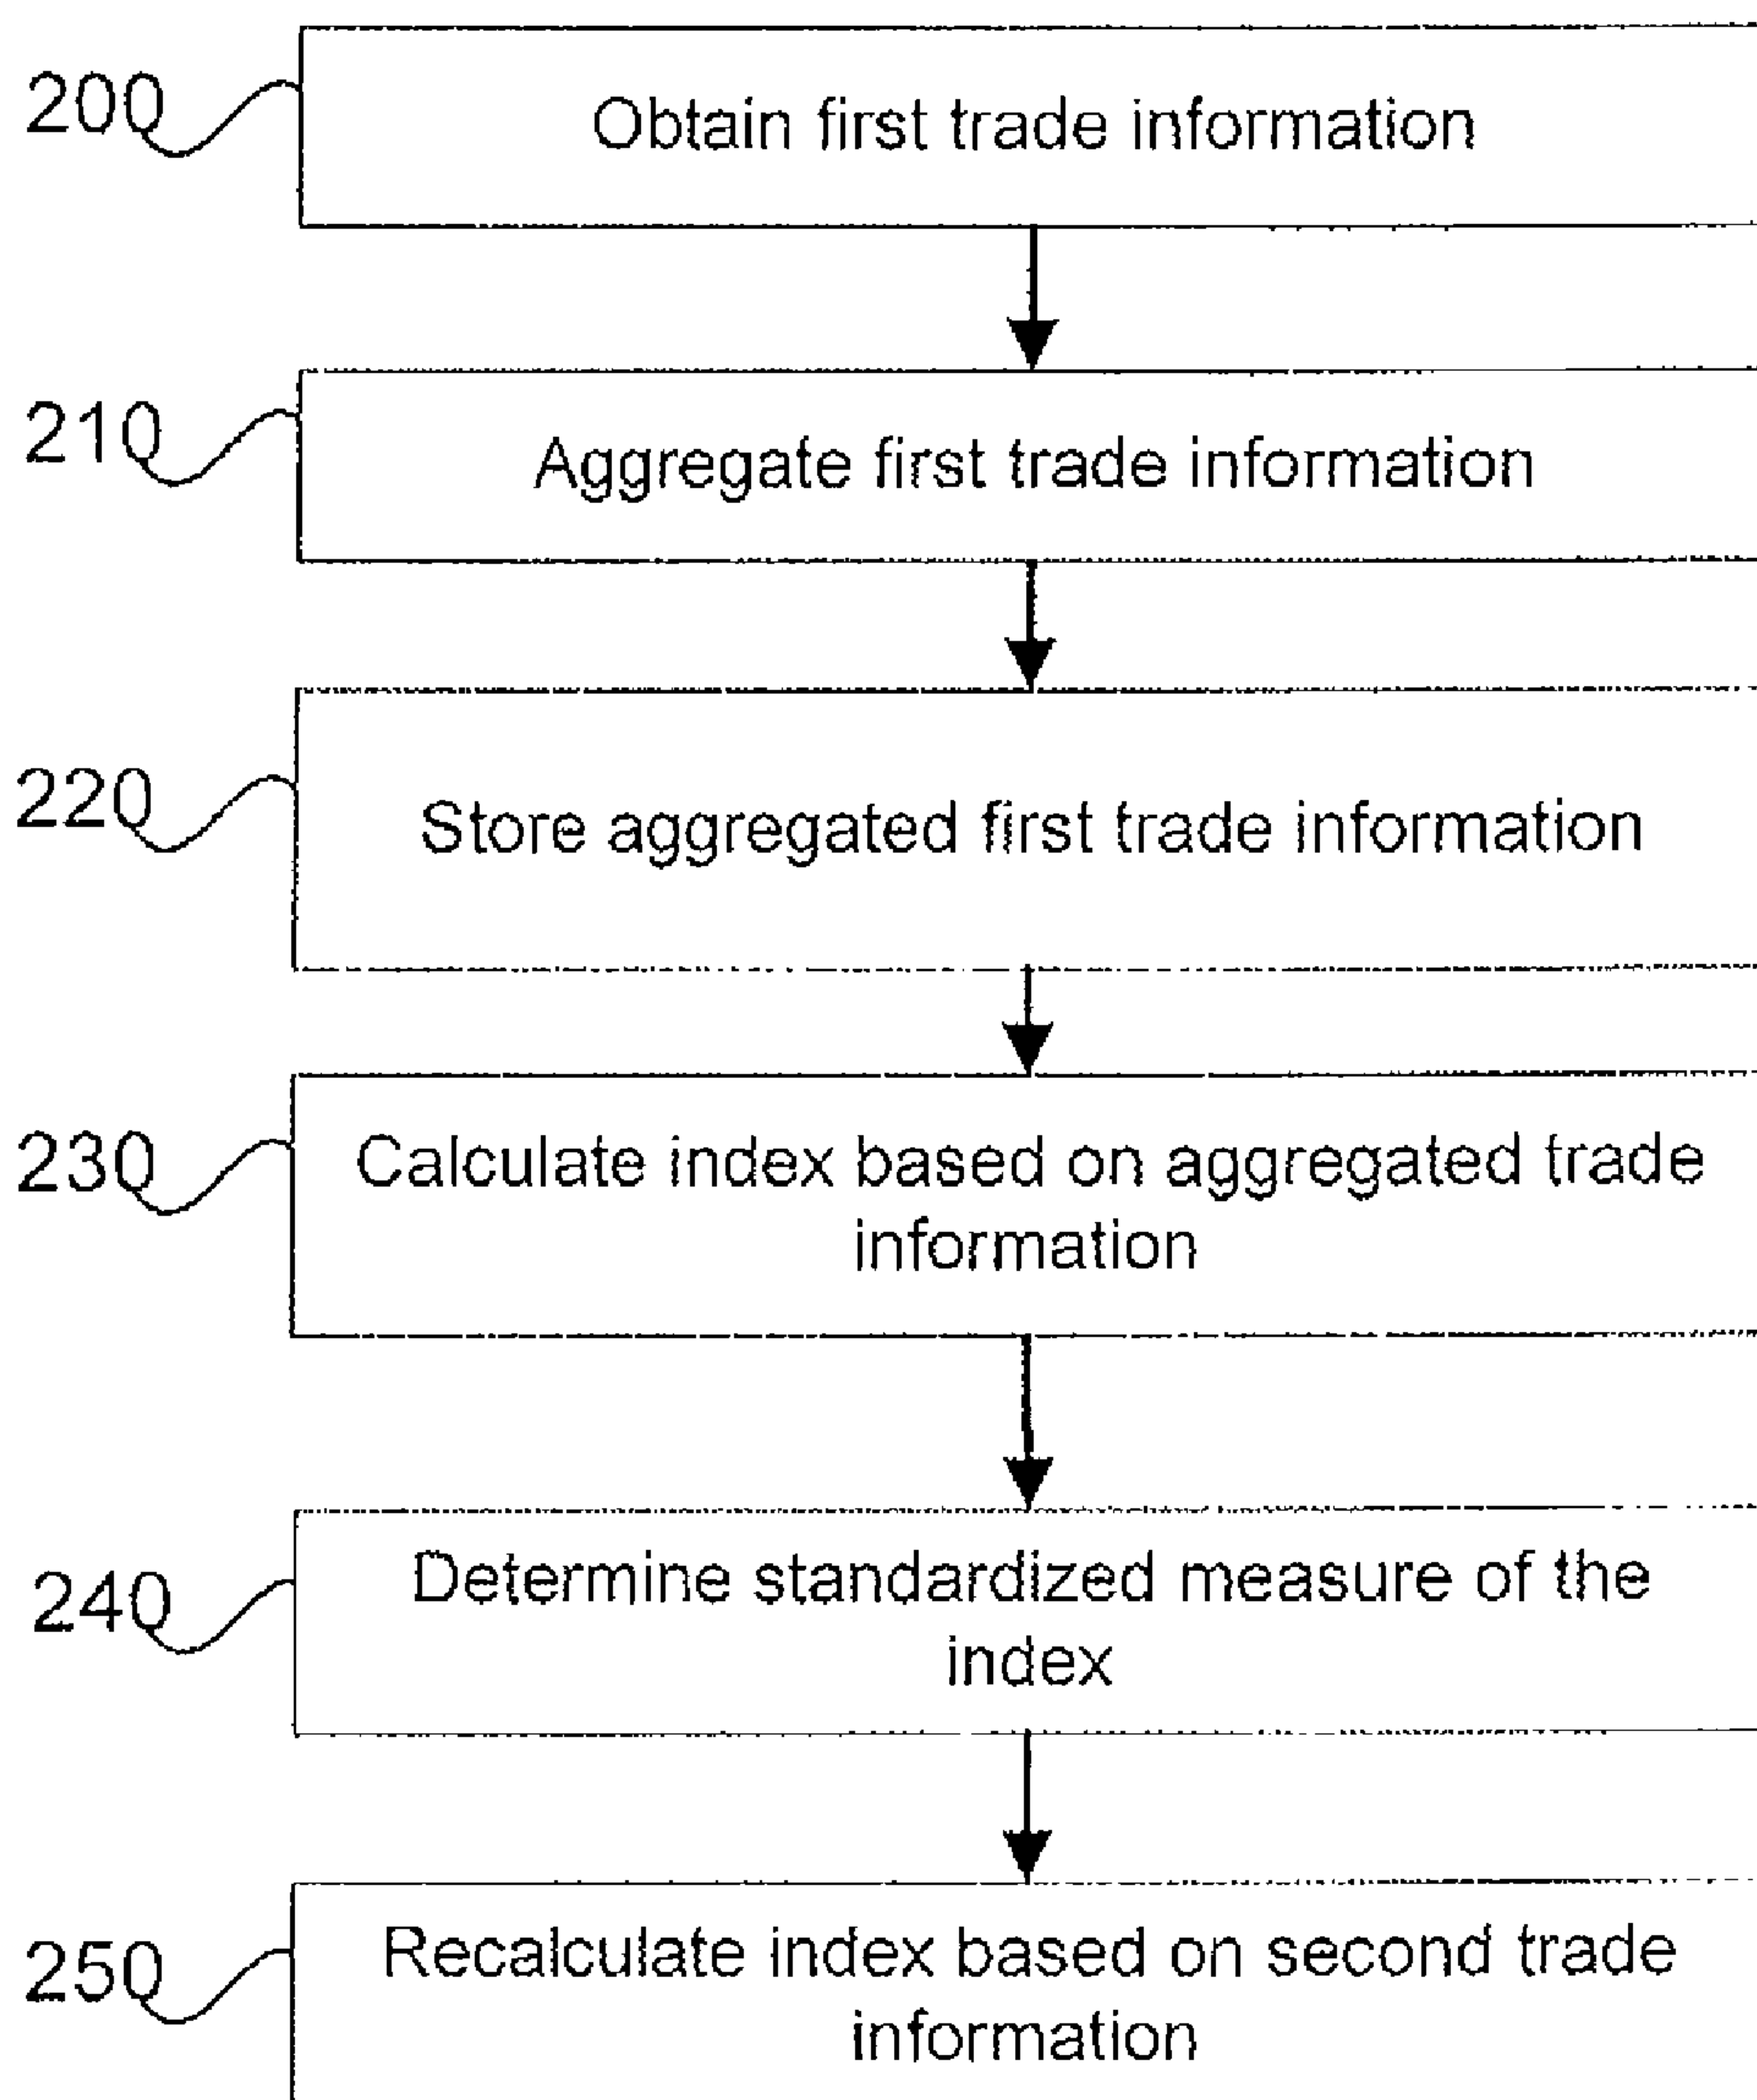 200
Obtain first trade information
210
Aggregate first trade information
220
Store aggregated first trade information
230
Calculate index based on aggregated trade
information
240
Determine standardized measure of the
index
250
Recalculate index based on second trade
information